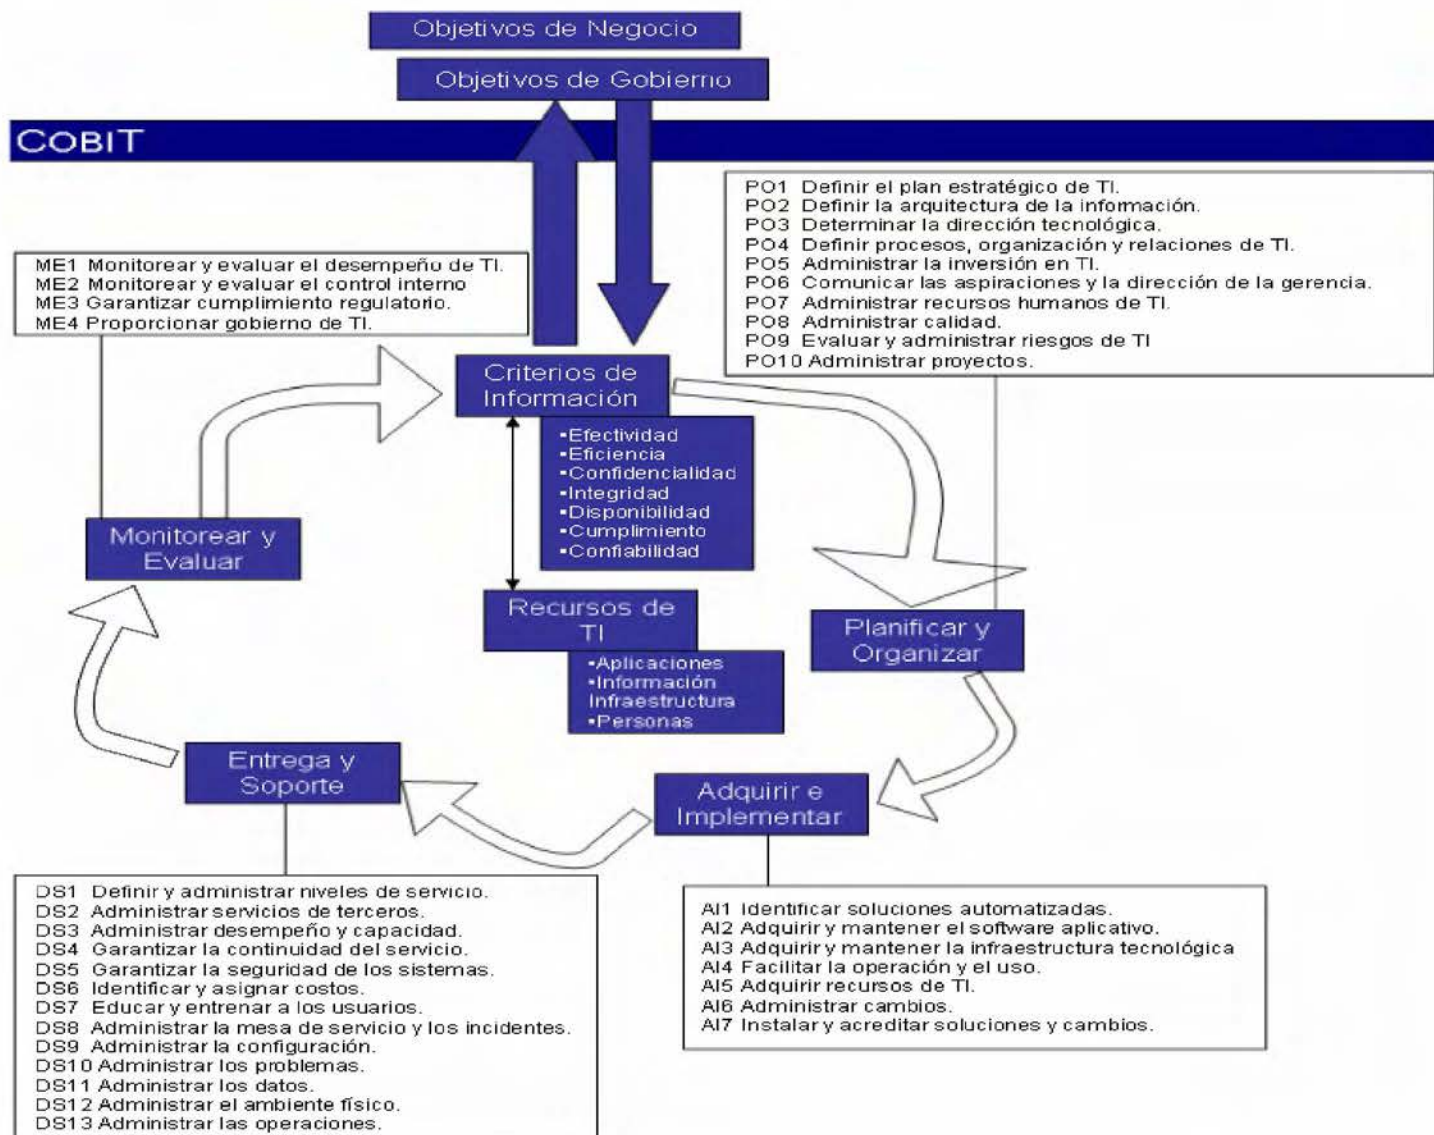 Objetivos de Negocio
Objetivos de Gobierno
COBIT
PO1 Definir el plan estratégico de TI.
PO2 Definir la arquitectura de la información.
PO3 Determinar la dirección tecnológica.
PO4 Definir procesos, organización y relaciones de TI.
PO5 Administrar la inversión en TI.
PO6 Comunicar las aspiraciones y la dirección de la gerencia.
PO7 Administrar recursos humanos de TI.
PO8 Administrar calidad.
PO9 Evaluar y administrar riesgos de TI
PO10 Administrar proyectos.
ME1 Monitorear y evaluar el desempeño de TI.
ME2 Monitorear y evaluar el control interno
ME3 Garantizar cumplimiento regulatorio.
ME4 Proporcionar gobierno de TI.
Criterios de
Información
▪Efectividad
▪Eficiencia
▪Confidencialidad
▪Integridad
▪Disponibilidad
▪Cumplimiento
▪Confiabilidad
Monitorear y
Evaluar
Recursos de
TI
▪Aplicaciones
▪Información
Infraestructura
▪Personas
Planificar y
Organizar
Entrega y
Soporte
Adquirir e
Implementar
DS1 Definir y administrar niveles de servicio.
DS2 Administrar servicios de terceros.
DS3 Administrar desempeño y capacidad.
DS4 Garantizar la continuidad del servicio.
DS5 Garantizar la seguridad de los sistemas.
DS6 Identificar y asignar costos.
DS7 Educar y entrenar a los usuarios.
DS8 Administrar la mesa de servicio y los incidentes.
DS9 Administrar la configuración.
DS10 Administrar los problemas.
DS11 Administrar los datos.
DS12 Administrar el ambiente físico.
DS13 Administrar las operaciones.
AI1 Identificar soluciones automatizadas.
AI2 Adquirir y mantener el software aplicativo.
AI3 Adquirir y mantener la infraestructura tecnológica
AI4 Facilitar la operación y el uso.
AI5 Adquirir recursos de TI.
AI6 Administrar cambios.
AI7 Instalar y acreditar soluciones y cambios.